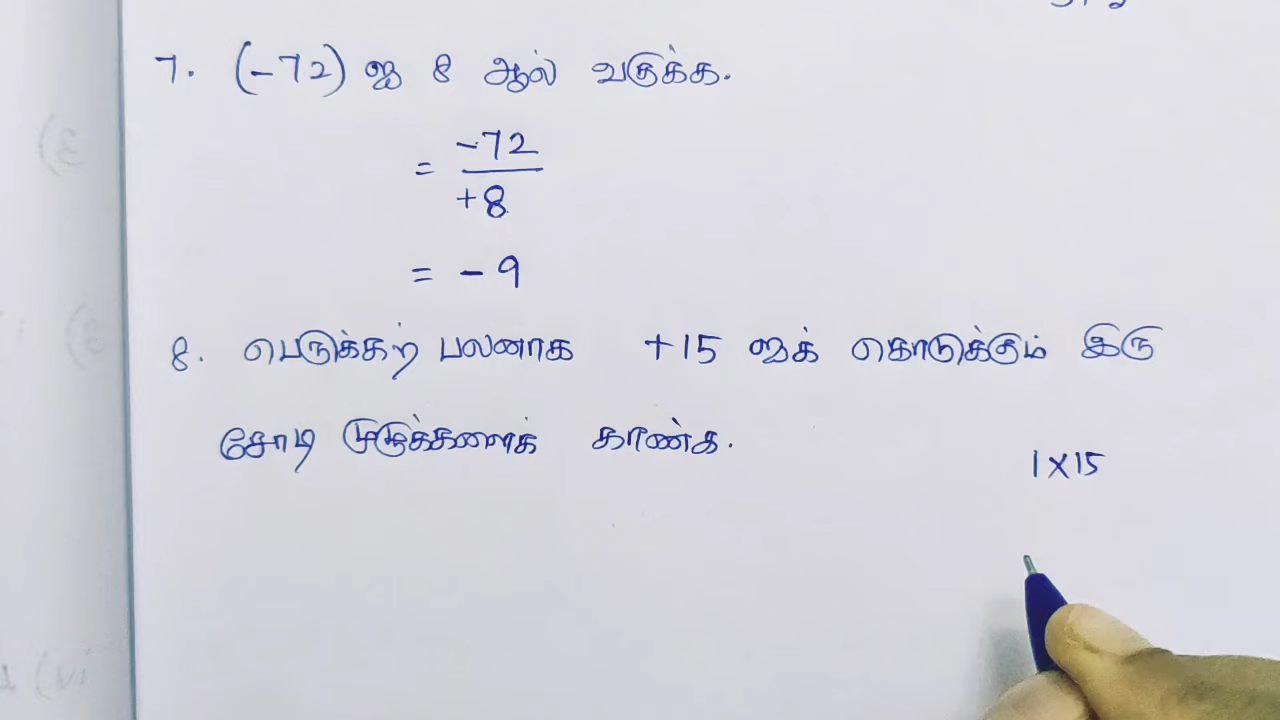 7. (-72) ஐ 8 ஆல் வகுக்க.
= -72
+8
= -9
8. பெருக்கற் பலனாக +15 ஐக் கொடுக்கும் இரு
சோடி முழுக்களைக் காண்க.
1×15